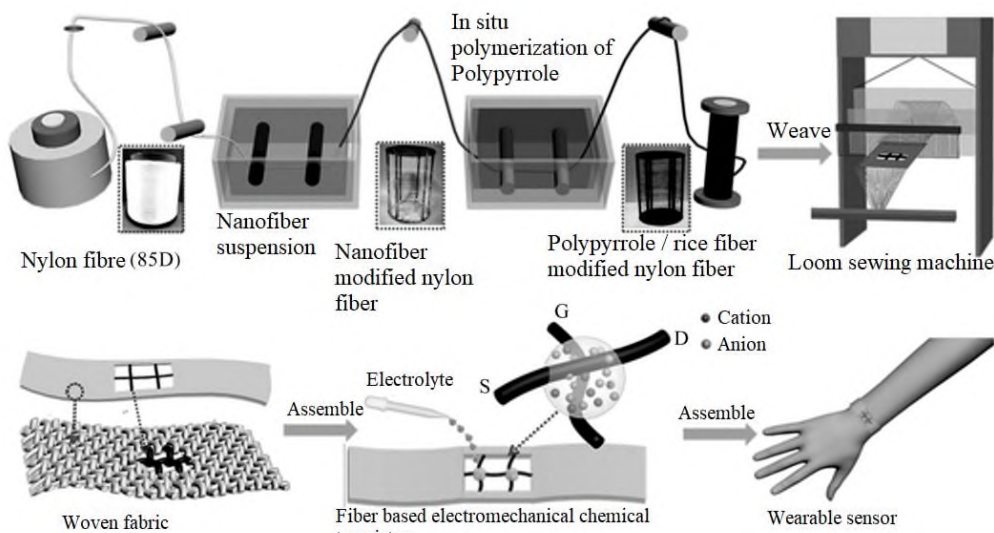 In situ
polymerization of
Polypyrrole
Weave
Nanofiber
suspension
Nylon fibre (85D)
Nanofiber
modified nylon
fiber
Polypyrrole / rice fiber
modified nylon fiber
Loom sewing machine
G
D
S
Cation
Anion
Electrolyte
Assemble
Assemble
Woven fabric
Fiber based electromechanical chemical
Wearable sensor